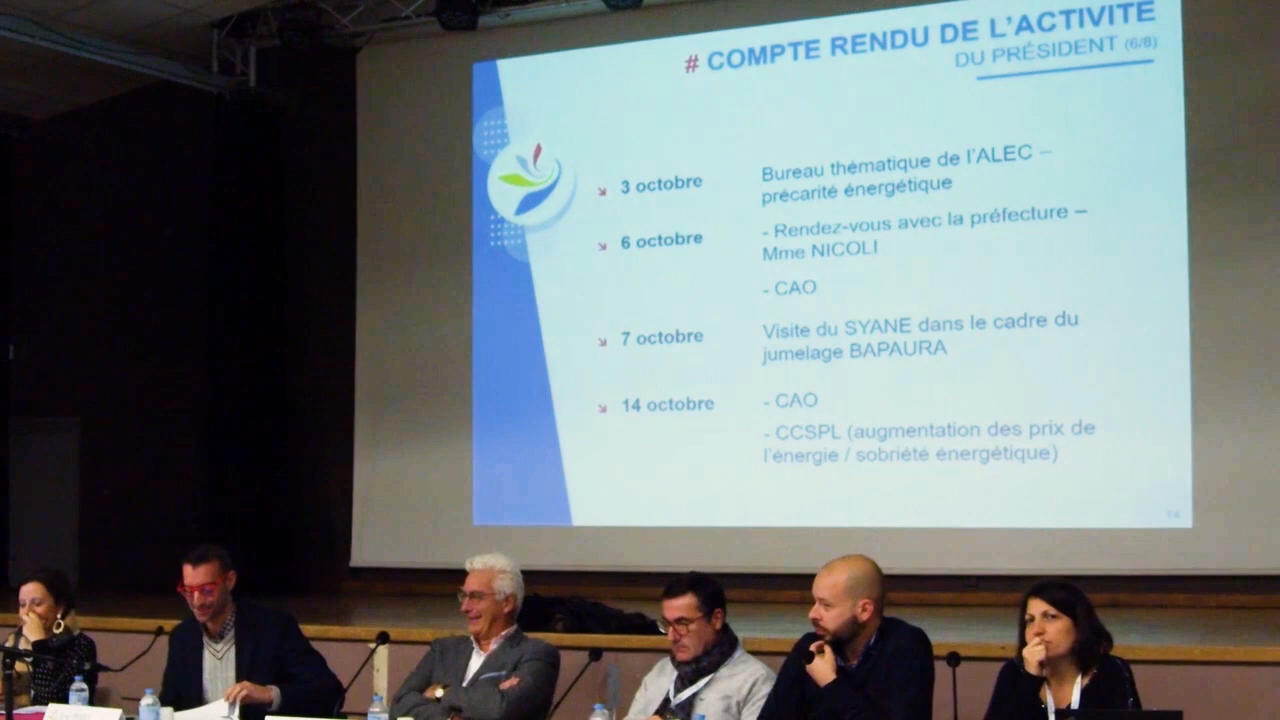 # COMPTE RENDU DE L'ACTIVITÉ
DU PRÉSIDENT (6/8)
3 octobre
Bureau thématique de l'ALEC –
précarité énergétique
6 octobre
- Rendez-vous avec la préfecture –
Mme NICOLI
- CAO
7 octobre
Visite du SYANE dans le cadre du
jumelage BAPAURA
14 octobre
- CAO
- CCSPL (augmentation des prix de
l'énergie / sobriété énergétique)